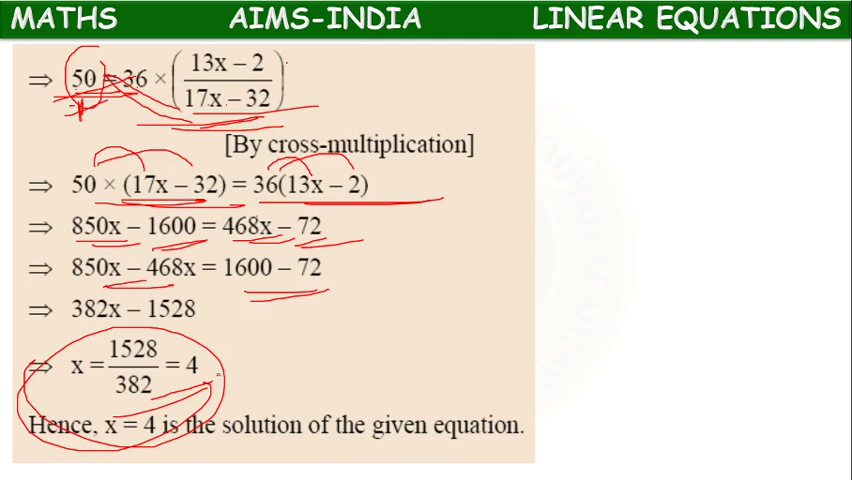 MATHS AIMS-INDIA LINEAR EQUATIONS
⇒ 50 = 36 × ( (13x – 2) / (17x – 32) )
[By cross-multiplication]
⇒ 50 × (17x – 32) = 36(13x – 2)
⇒ 850x – 1600 = 468x – 72
⇒ 850x – 468x = 1600 – 72
⇒ 382x – 1528
⇒ x = 1528 / 382 = 4
Hence, x = 4 is the solution of the given equation.